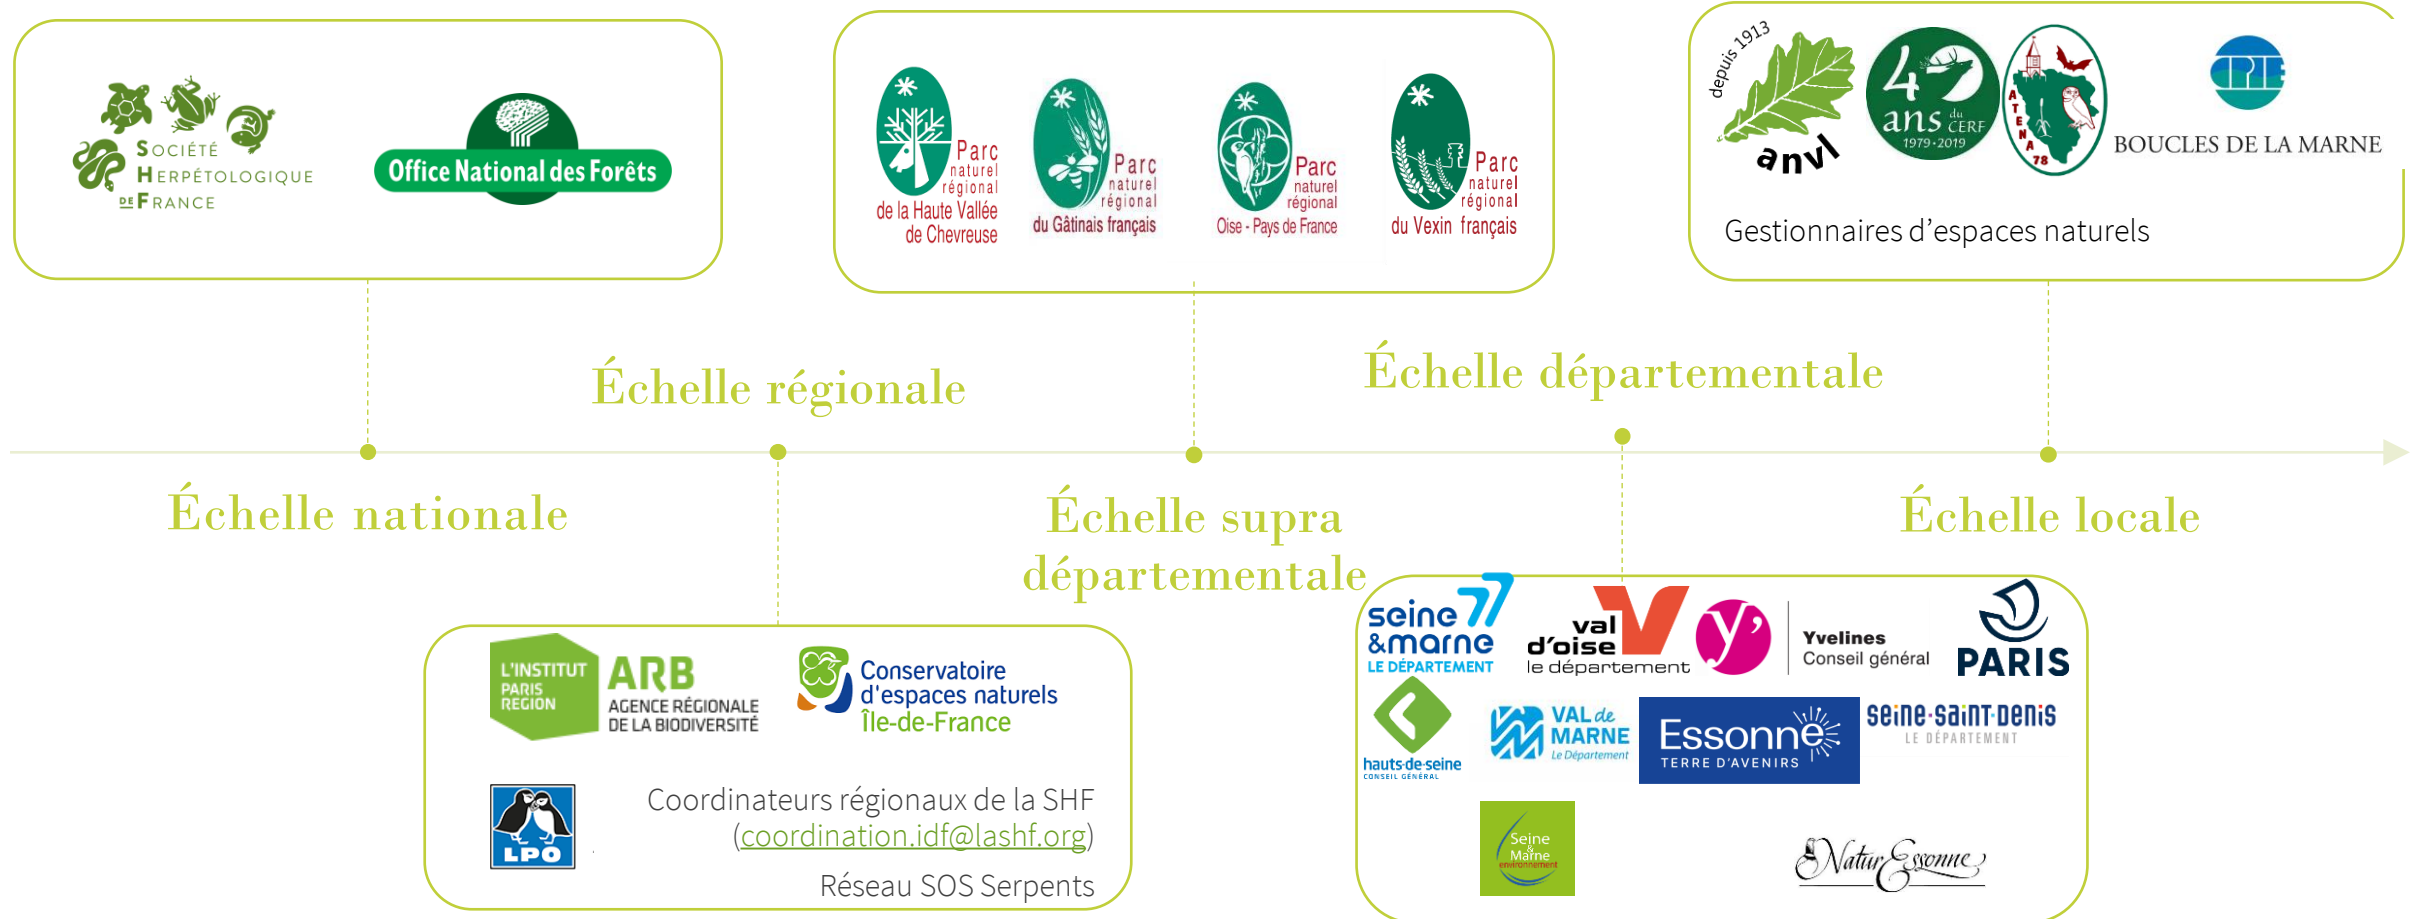 SOCIÉTÉ
HERPÉTOLOGIQUE
DE FRANCE
Office National des Forêts
Parc
naturel
régional
de la Haute Vallée
de Chevreuse
Parc
naturel
régional
du Gâtinais français
Parc
naturel
régional
Oise - Pays de France
Parc
naturel
régional
du Vexin français
depuis 1913
anvl
40
ans du CERF
1979-2019
ATENA
78
CPIE
BOUCLES DE LA MARNE
Gestionnaires d’espaces naturels
Échelle régionale
Échelle départementale
Échelle nationale
Échelle supra
départementale
Échelle locale
L'INSTITUT
PARIS
REGION
ARB
AGENCE RÉGIONALE
DE LA BIODIVERSITÉ
Conservatoire
d'espaces naturels
Île-de-France
LPO
Coordinateurs régionaux de la SHF
(coordination.idf@lashf.org)
Réseau SOS Serpents
seine 77
&marne
LE DÉPARTEMENT
val
d'oise
le département
y'
Yvelines
Conseil général
PARIS
hauts-de-seine
CONSEIL GÉNÉRAL
VAL de
MARNE
Le Département
Essonne
TERRE D'AVENIRS
seine-saint-denis
LE DÉPARTEMENT
Seine
&
Marne
environnement
NaturEssonne